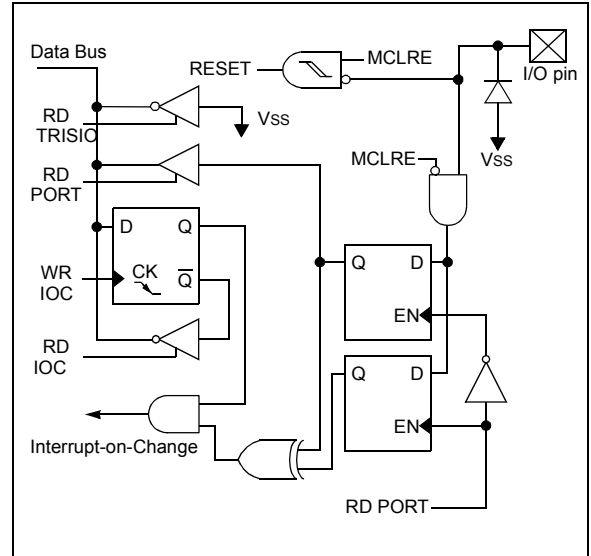 Data Bus
RESET
MCLRE
I/O pin
RD
TRISIO
VSS
VSS
RD
PORT
MCLRE
D Q
WR
IOC
CK
Q
Q D
EN
RD
IOC
Q D
EN
Interrupt-on-Change
RD PORT